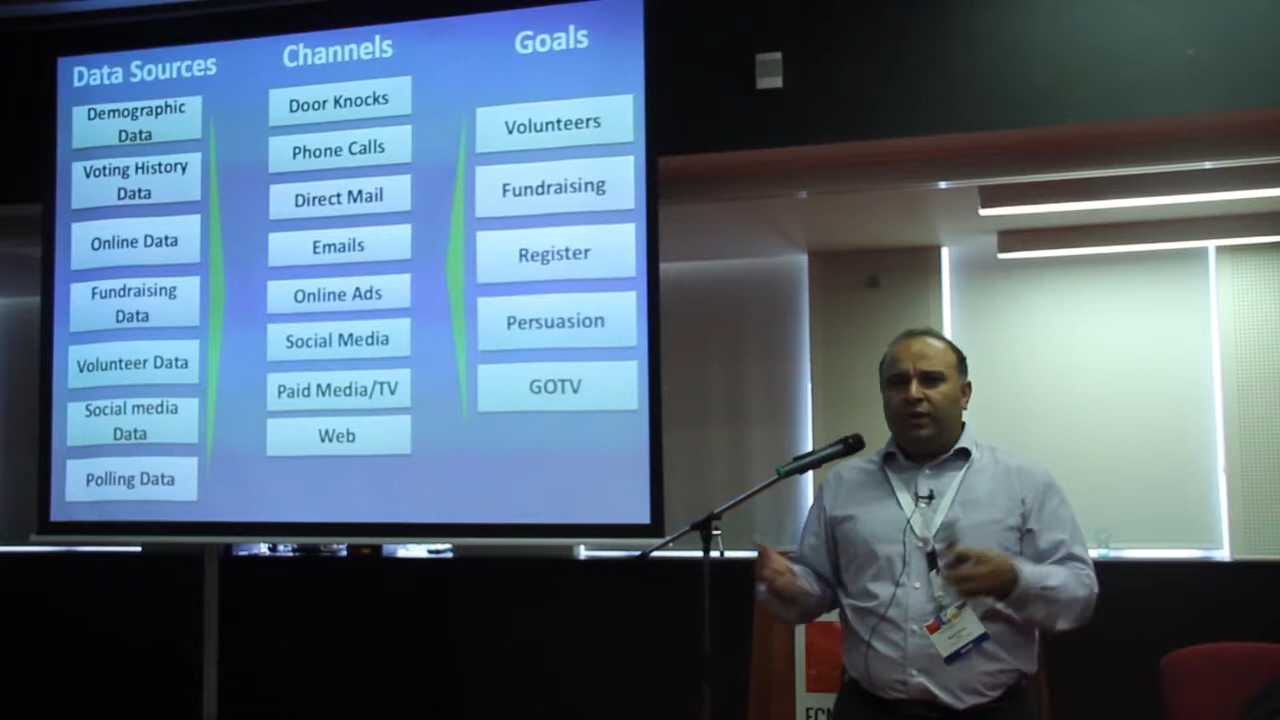 Data Sources
Demographic
Data
Voting History
Data
Online Data
Fundraising
Data
Volunteer Data
Social media
Data
Polling Data
Channels
Door Knocks
Phone Calls
Direct Mail
Emails
Online Ads
Social Media
Paid Media/TV
Web
Goals
Volunteers
Fundraising
Register
Persuasion
GOTV